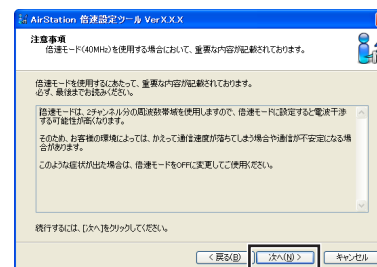 AirStation 倍速設定ツール VerX.X.X
注意事項
倍速モード(40MHz)を使用する場合において、重要な内容が記載されております。
倍速モードを使用するにあたって、重要な内容が記載されております。
必ず、最後までお読みください。
倍速モードは、2チャンネル分の周波数帯域を使用しますので、倍速モードに設定すると電波干渉
する可能性が高くなります。
そのため、お客様の環境によっては、かえって通信速度が落ちてしまう場合や通信が不安定になる場
合があります。
このような症状が出た場合は、倍速モードをOFFに変更してご使用ください。
続行するには、[次へ]をクリックしてください。
< 戻る(B) 次へ(N) > キャンセル